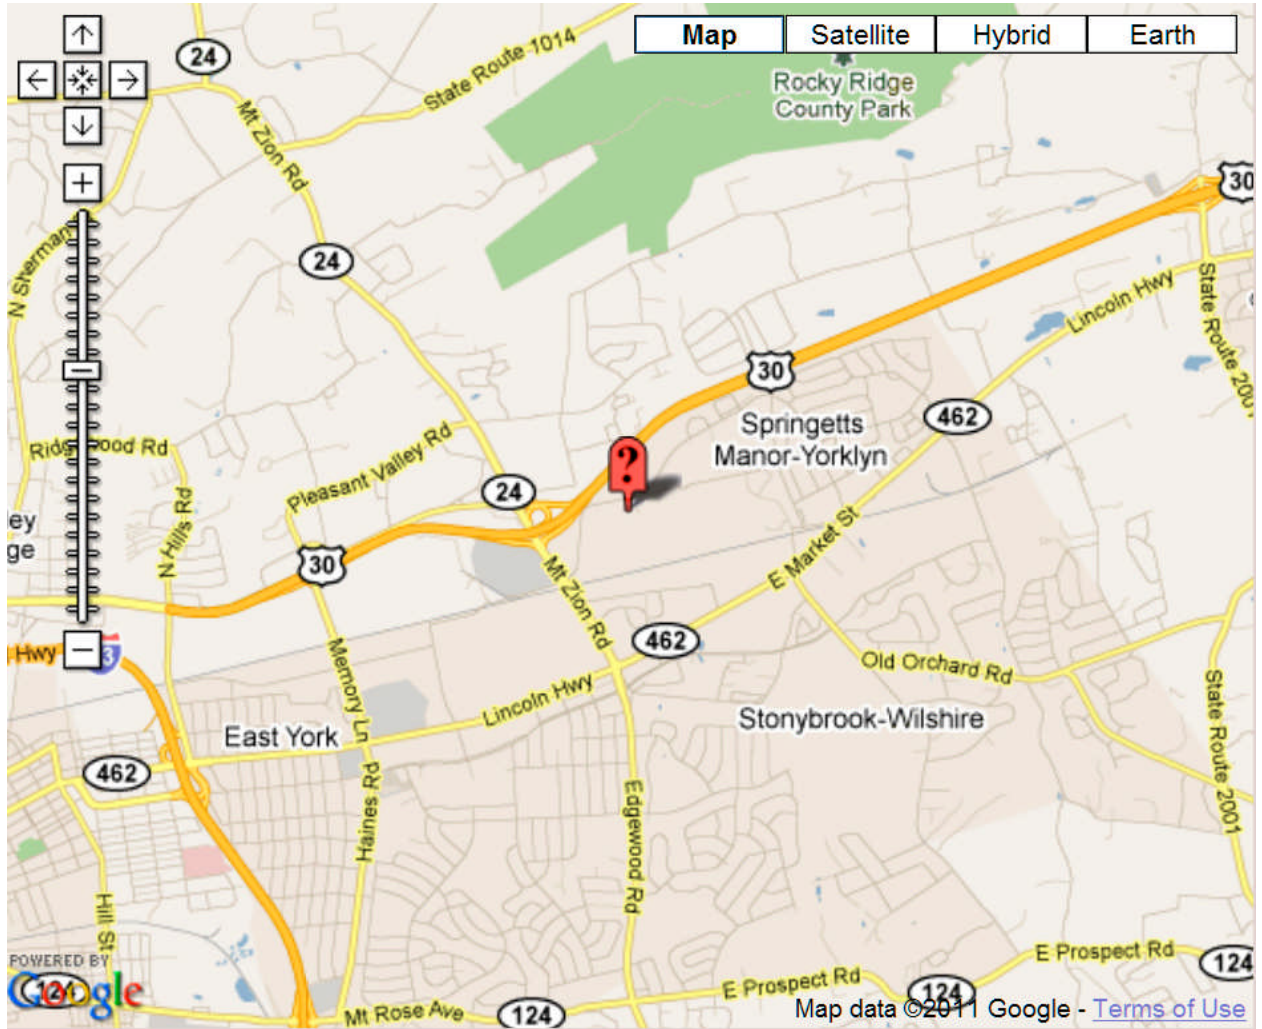 Map
Satellite
Hybrid
Earth
24
State Route 1014
Mt Zion Rd
Rocky Ridge
County Park
30
N Sherman
24
Lincoln Hwy
State Route 2001
30
462
Springetts
Manor-Yorklyn
Pleasant Valley Rd
?
24
N Hills Rd
E Market St
30
Mt Zion Rd
462
Hwy
Memory Ln
Old Orchard Rd
Lincoln Hwy
State Route 2001
East York
Stonybrook-Wilshire
462
Haines Rd
Edgewood Rd
Hill St
E Prospect Rd
124
POWERED BY
Google
124
E Prospect Rd
124
Mt Rose Ave
124
Map data ©2011 Google - Terms of Use